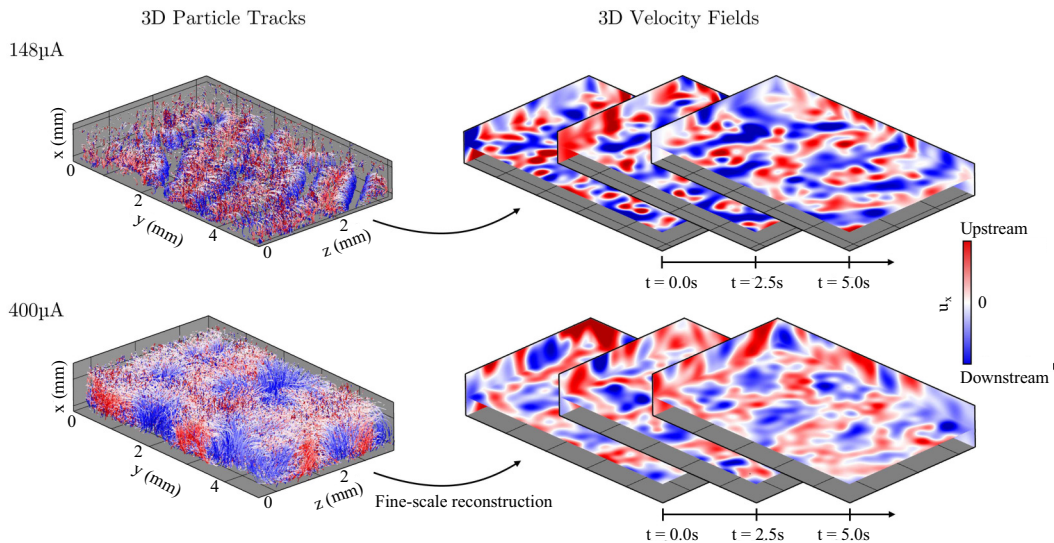 3D Particle Tracks
3D Velocity Fields
148µA
x (mm)
0
2
4
y (mm)
0
2
z (mm)
t = 0.0s
t = 2.5s
t = 5.0s
Upstream
0
u_x
Downstream
400µA
x (mm)
0
2
4
y (mm)
0
2
z (mm)
Fine-scale reconstruction
t = 0.0s
t = 2.5s
t = 5.0s